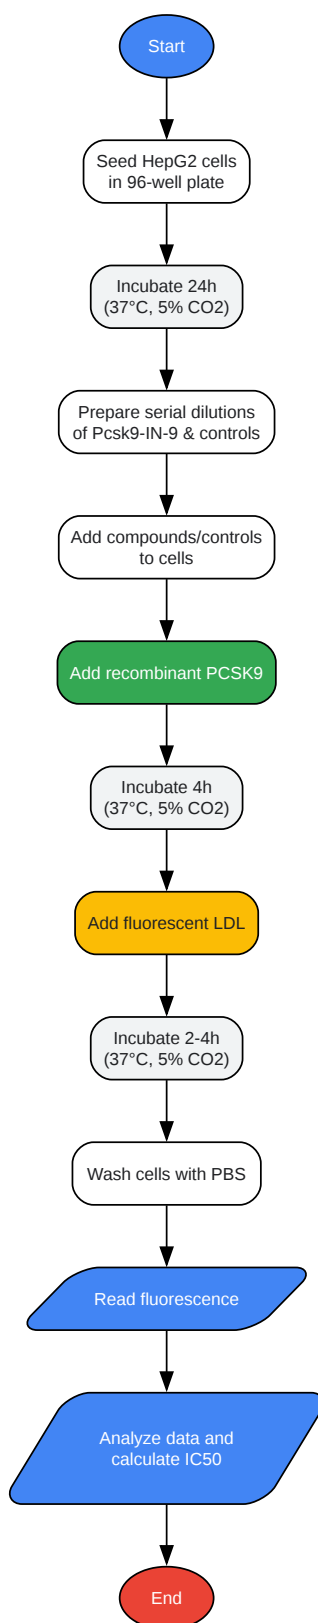 Start
Seed HepG2 cells
in 96-well plate
Incubate 24h
(37°C, 5% CO2)
Prepare serial dilutions
of Pcsk9-IN-9 & controls
Add compounds/controls
to cells
Add recombinant PCSK9
Incubate 4h
(37°C, 5% CO2)
Add fluorescent LDL
Incubate 2-4h
(37°C, 5% CO2)
Wash cells with PBS
Read fluorescence
Analyze data and
calculate IC50
End